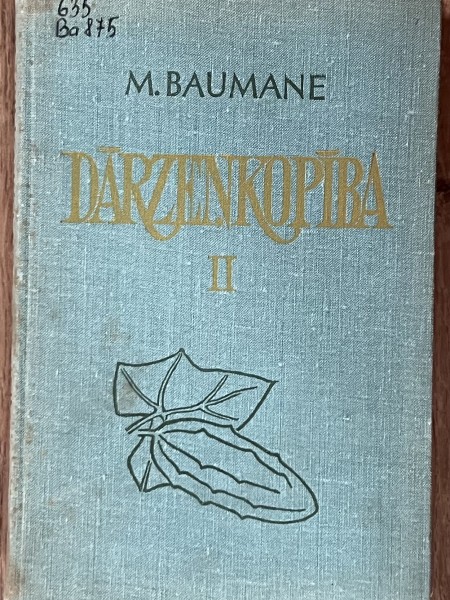 635
Ba875
M. BAUMANE
DĀRZEŅKOPĪBA
II